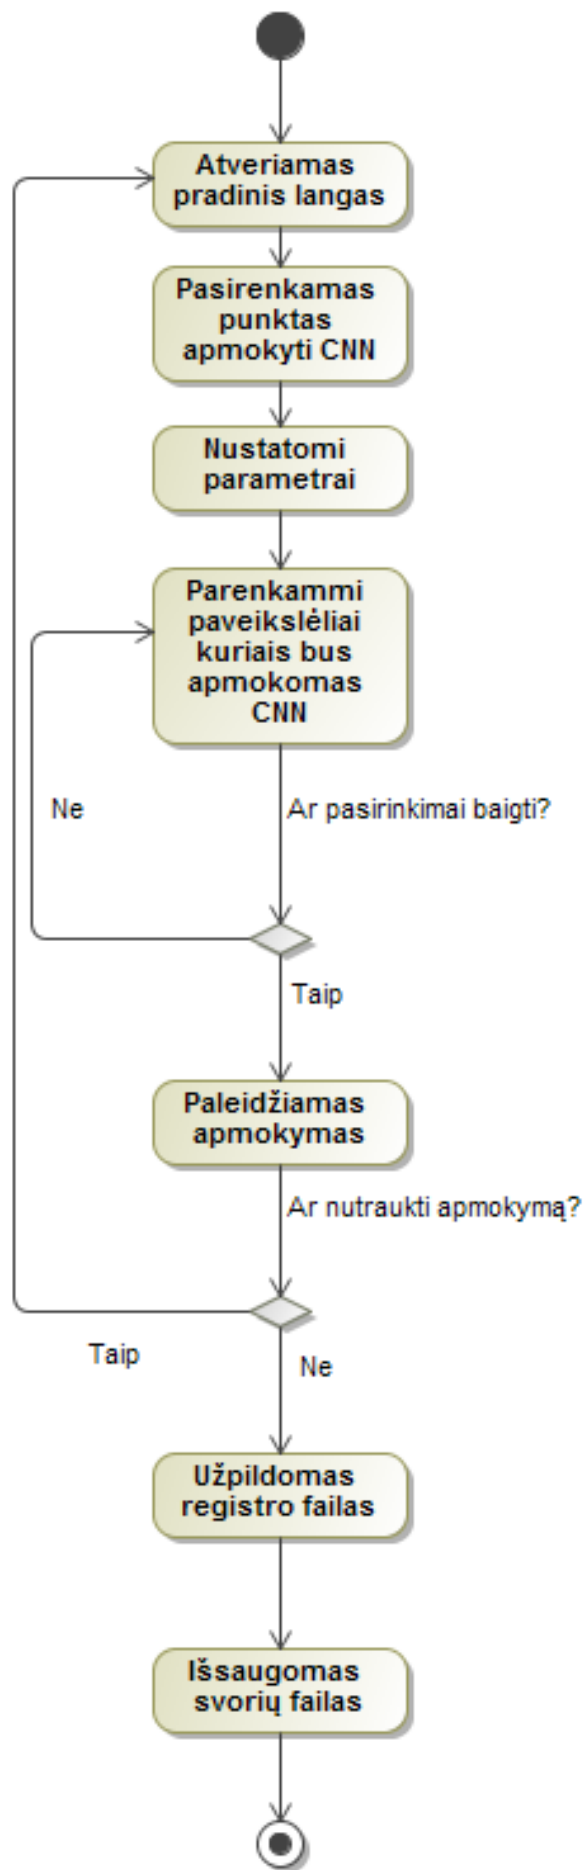 Atveriamas
pradinis langas
Pasirenkamas
punktas
apmokyti CNN
Nustatomi
parametrai
Parenkammi
paveikslėliai
kuriais bus
apmokomas
CNN
Ne
Ar pasirinkimai baigti?
Taip
Paleidžiamas
apmokymas
Ar nutraukti apmokymą?
Taip
Ne
Užpildomas
registro failas
Išsaugomas
svorių failas